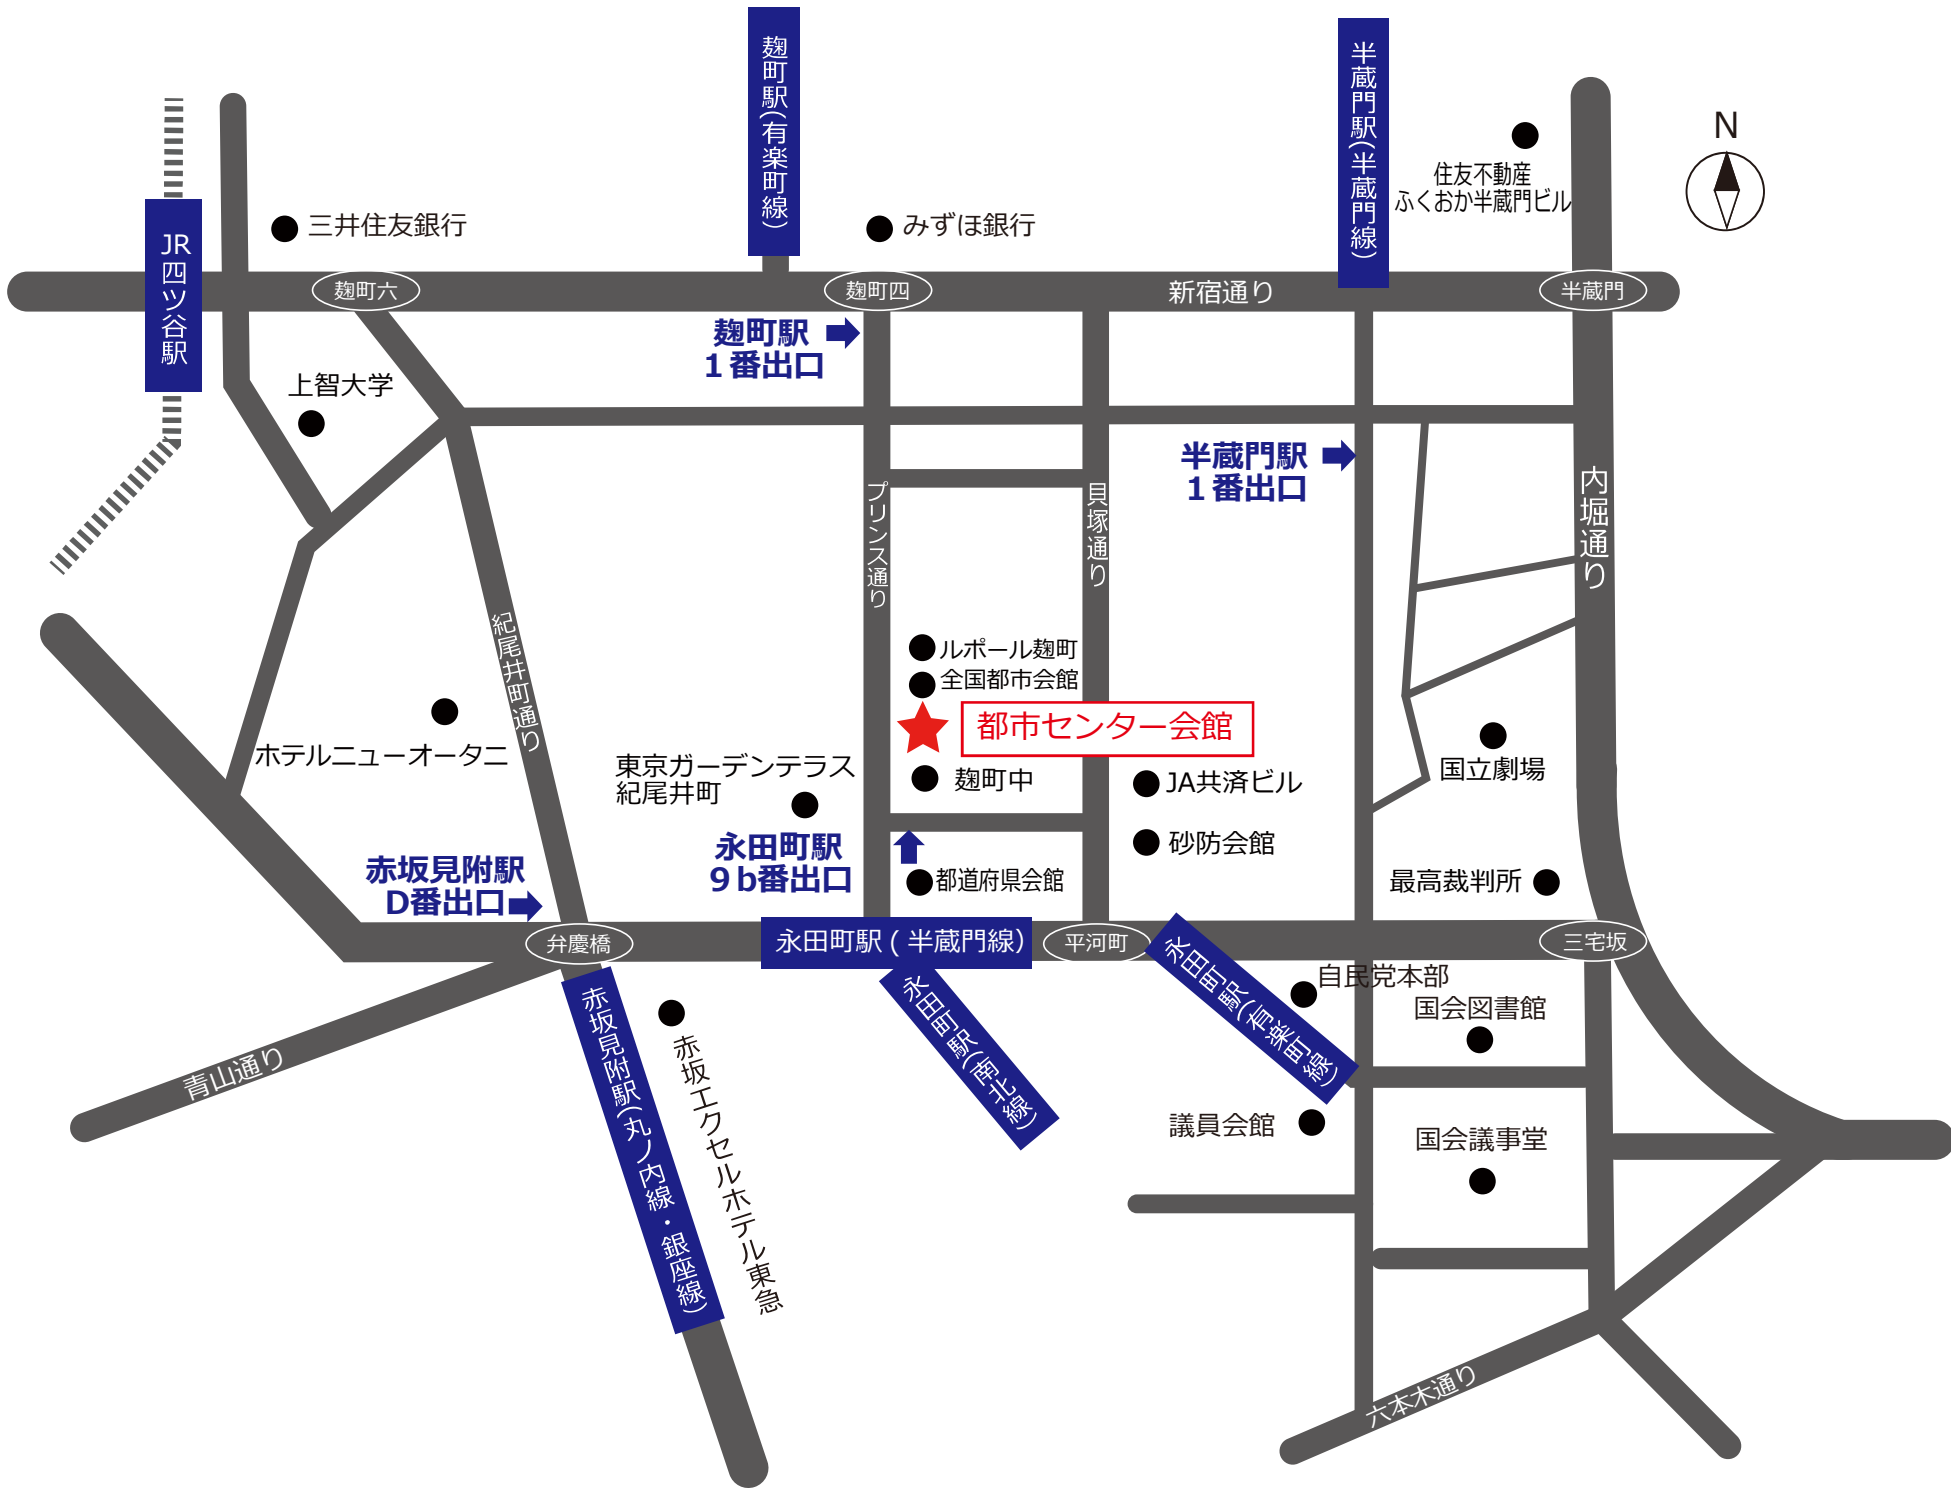 麹町駅(有楽町線)
半蔵門駅(半蔵門線)
N
住友不動産
ふくおか半蔵門ビル
JR四ツ谷駅
三井住友銀行
みずほ銀行
麹町六
麹町四
新宿通り
半蔵門
麹町駅
1番出口
上智大学
半蔵門駅
1番出口
内堀通り
プリンス通り
貝塚通り
紀尾井町通り
ルポール麹町
全国都市会館
都市センター会館
ホテルニューオータニ
東京ガーデンテラス
紀尾井町
麹町中
JA共済ビル
国立劇場
砂防会館
永田町駅
9b番出口
赤坂見附駅
D番出口
都道府県会館
最高裁判所
弁慶橋
永田町駅(半蔵門線)
平河町
三宅坂
永田町駅(南北線)
永田町駅(有楽町線)
自民党本部
国会図書館
青山通り
赤坂見附駅(丸ノ内線・銀座線)
赤坂エクセルホテル東急
議員会館
国会議事堂
六本木通り